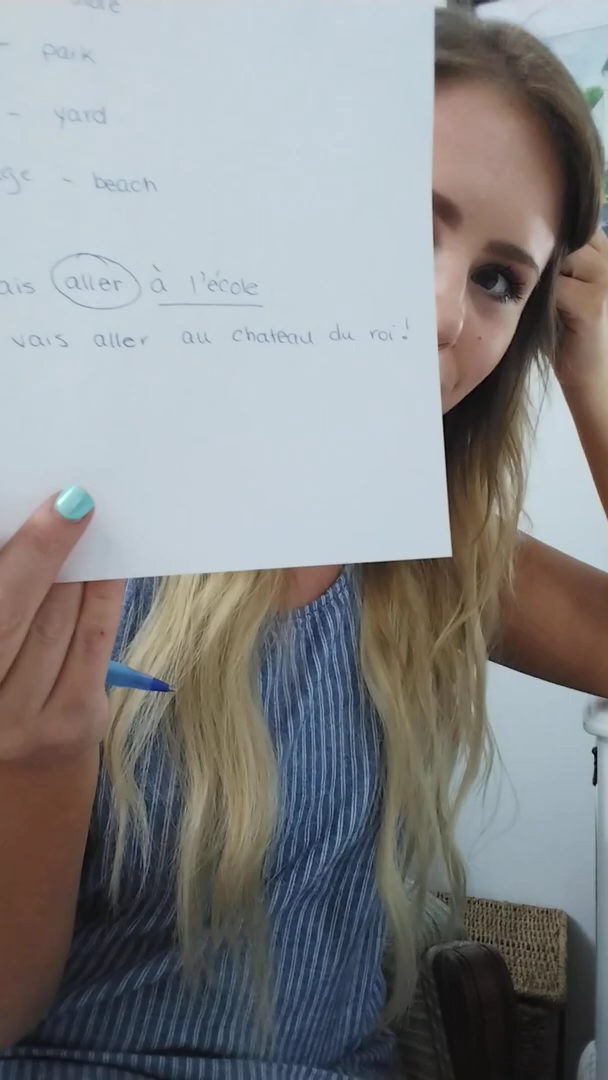 - park
- yard
- beach
aller à l'école
vais aller au chateau du roi!